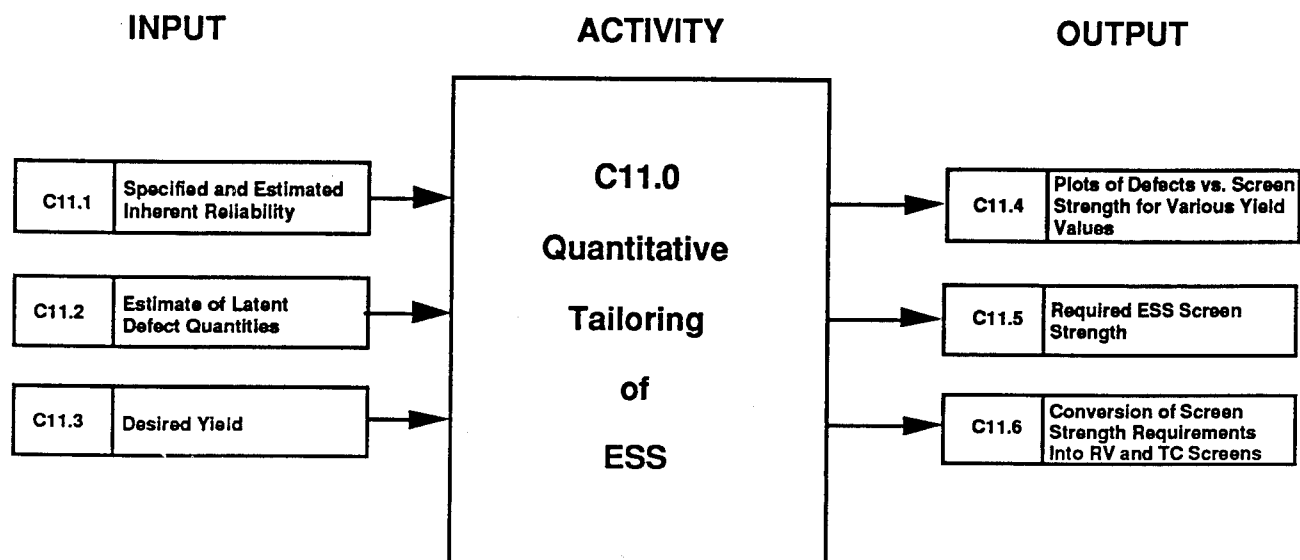 INPUT
ACTIVITY
OUTPUT
C11.1
Specified and Estimated
Inherent Reliability
C11.2
Estimate of Latent
Defect Quantities
C11.3
Desired Yield
C11.0
Quantitative
Tailoring
of
ESS
C11.4
Plots of Defects vs. Screen
Strength for Various Yield
Values
C11.5
Required ESS Screen
Strength
C11.6
Conversion of Screen
Strength Requirements
Into RV and TC Screens